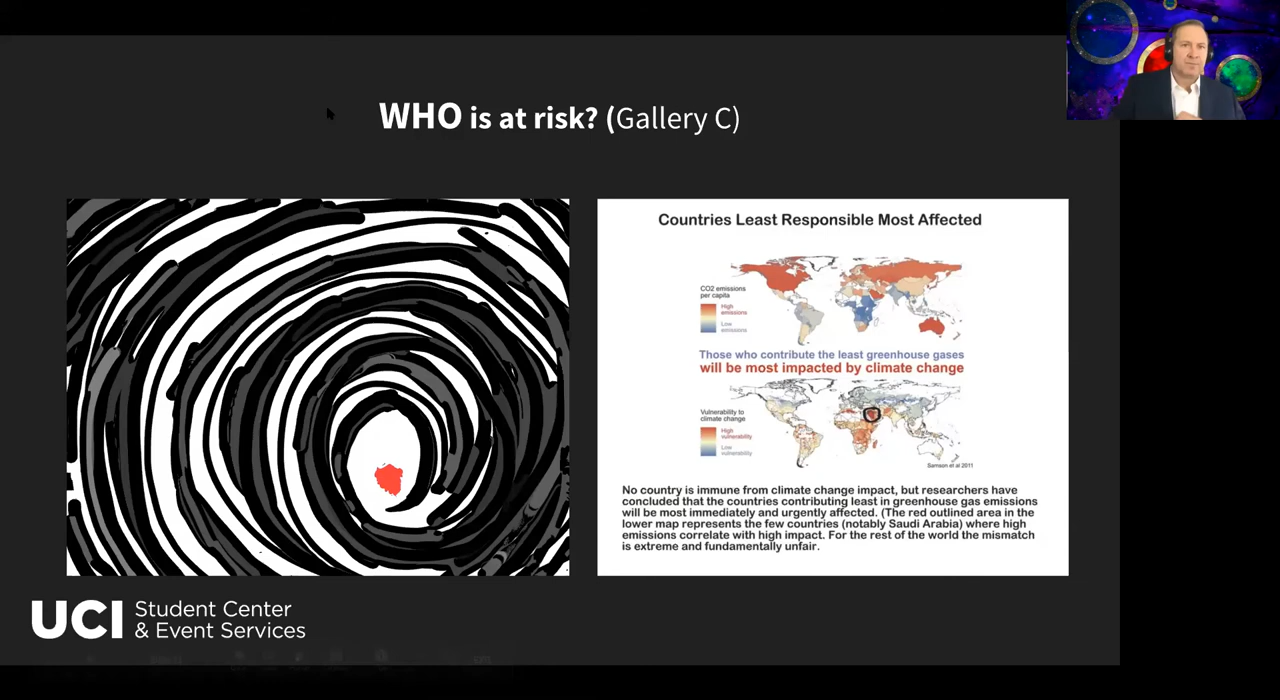 WHO is at risk? (Gallery C)
Countries Least Responsible Most Affected
CO2 emissions
per capita
High
emissions
Low
emissions
Those who contribute the least greenhouse gases
will be most impacted by climate change
Vulnerability to
climate change
High
vulnerability
Low
vulnerability
Samson et al 2011
No country is immune from climate change impact, but researchers have
concluded that the countries contributing least in greenhouse gas emissions
will be most immediately and urgently affected. (The red outlined area in the
lower map represents the few countries (notably Saudi Arabia) where high
emissions correlate with high impact. For the rest of the world the mismatch
is extreme and fundamentally unfair.
UCI Student Center
& Event Services